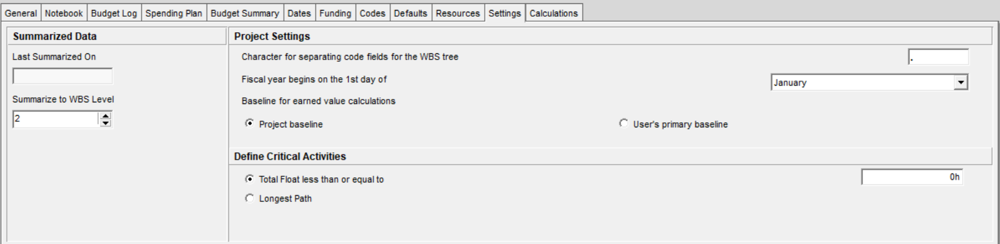 General Notebook Budget Log Spending Plan Budget Summary Dates Funding Codes Defaults Resources Settings Calculations
Summarized Data
Last Summarized On
Summarize to WBS Level
2
Project Settings
Character for separating code fields for the WBS tree .
Fiscal year begins on the 1st day of January
Baseline for earned value calculations
Project baseline User's primary baseline
Define Critical Activities
Total Float less than or equal to 0h
Longest Path